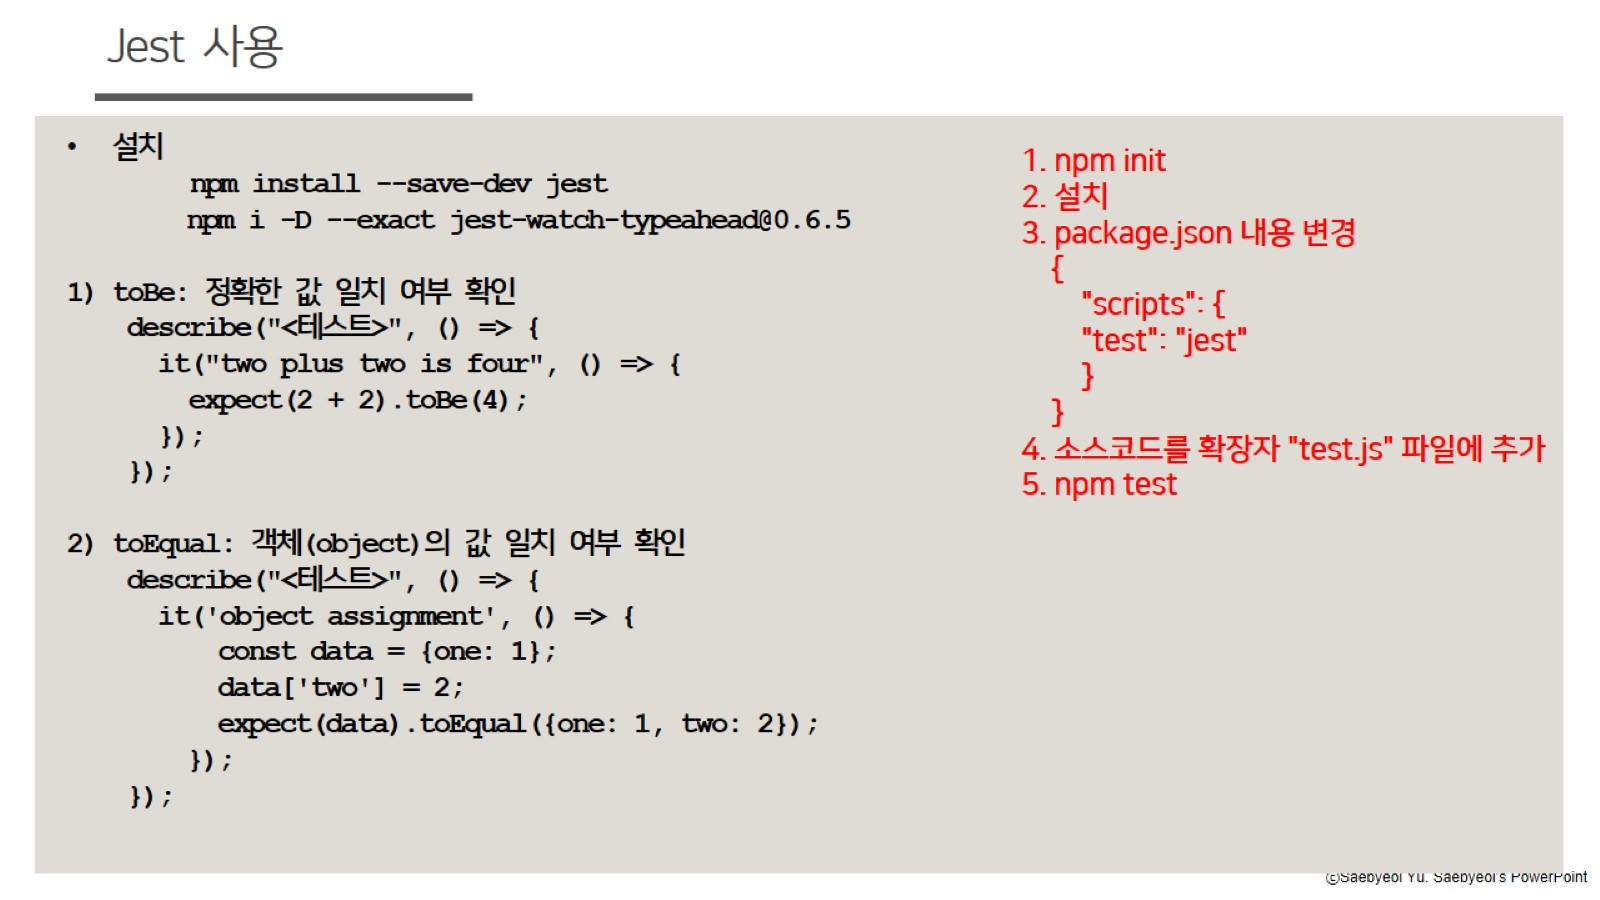 Jest 사용
• 설치
npm install --save-dev jest
npm i -D --exact jest-watch-typeahead@0.6.5
1) toBe: 정확한 값 일치 여부 확인
describe("<테스트>", () => {
it("two plus two is four", () => {
expect(2 + 2).toBe(4);
});
});
2) toEqual: 객체(object)의 값 일치 여부 확인
describe("<테스트>", () => {
it('object assignment', () => {
const data = {one: 1};
data['two'] = 2;
expect(data).toEqual({one: 1, two: 2});
});
});
1. npm init
2. 설치
3. package.json 내용 변경
{
"scripts": {
"test": "jest"
}
}
4. 소스코드를 확장자 "test.js" 파일에 추가
5. npm test
ⓒSaebyeol Yu. Saebyeol's PowerPoint